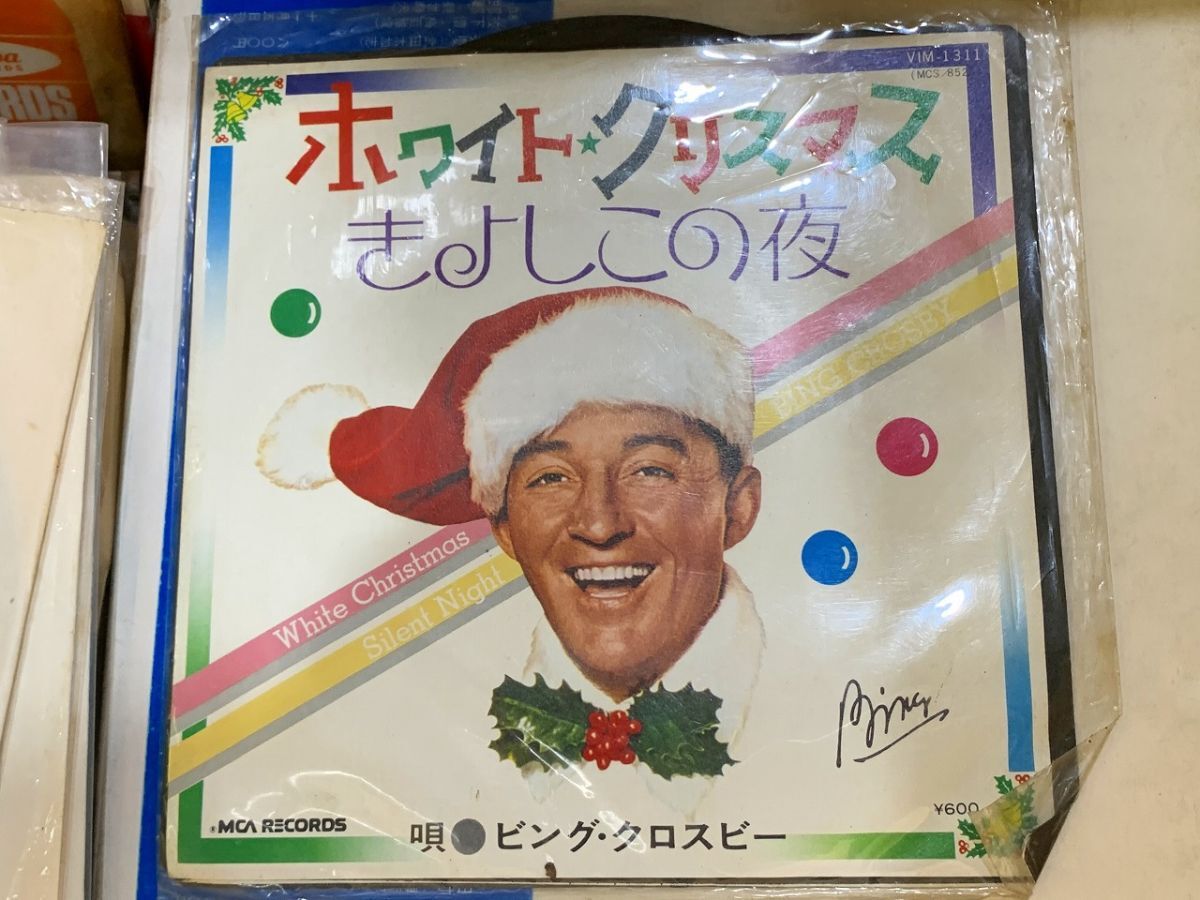 VIM-1311
(MCS/852
ホワイト★クリスマス
きよしこの夜
BING CROSBY
White Christmas
Silent Night
Bing
¥600
MCA RECORDS
唄●ビング・クロスビー